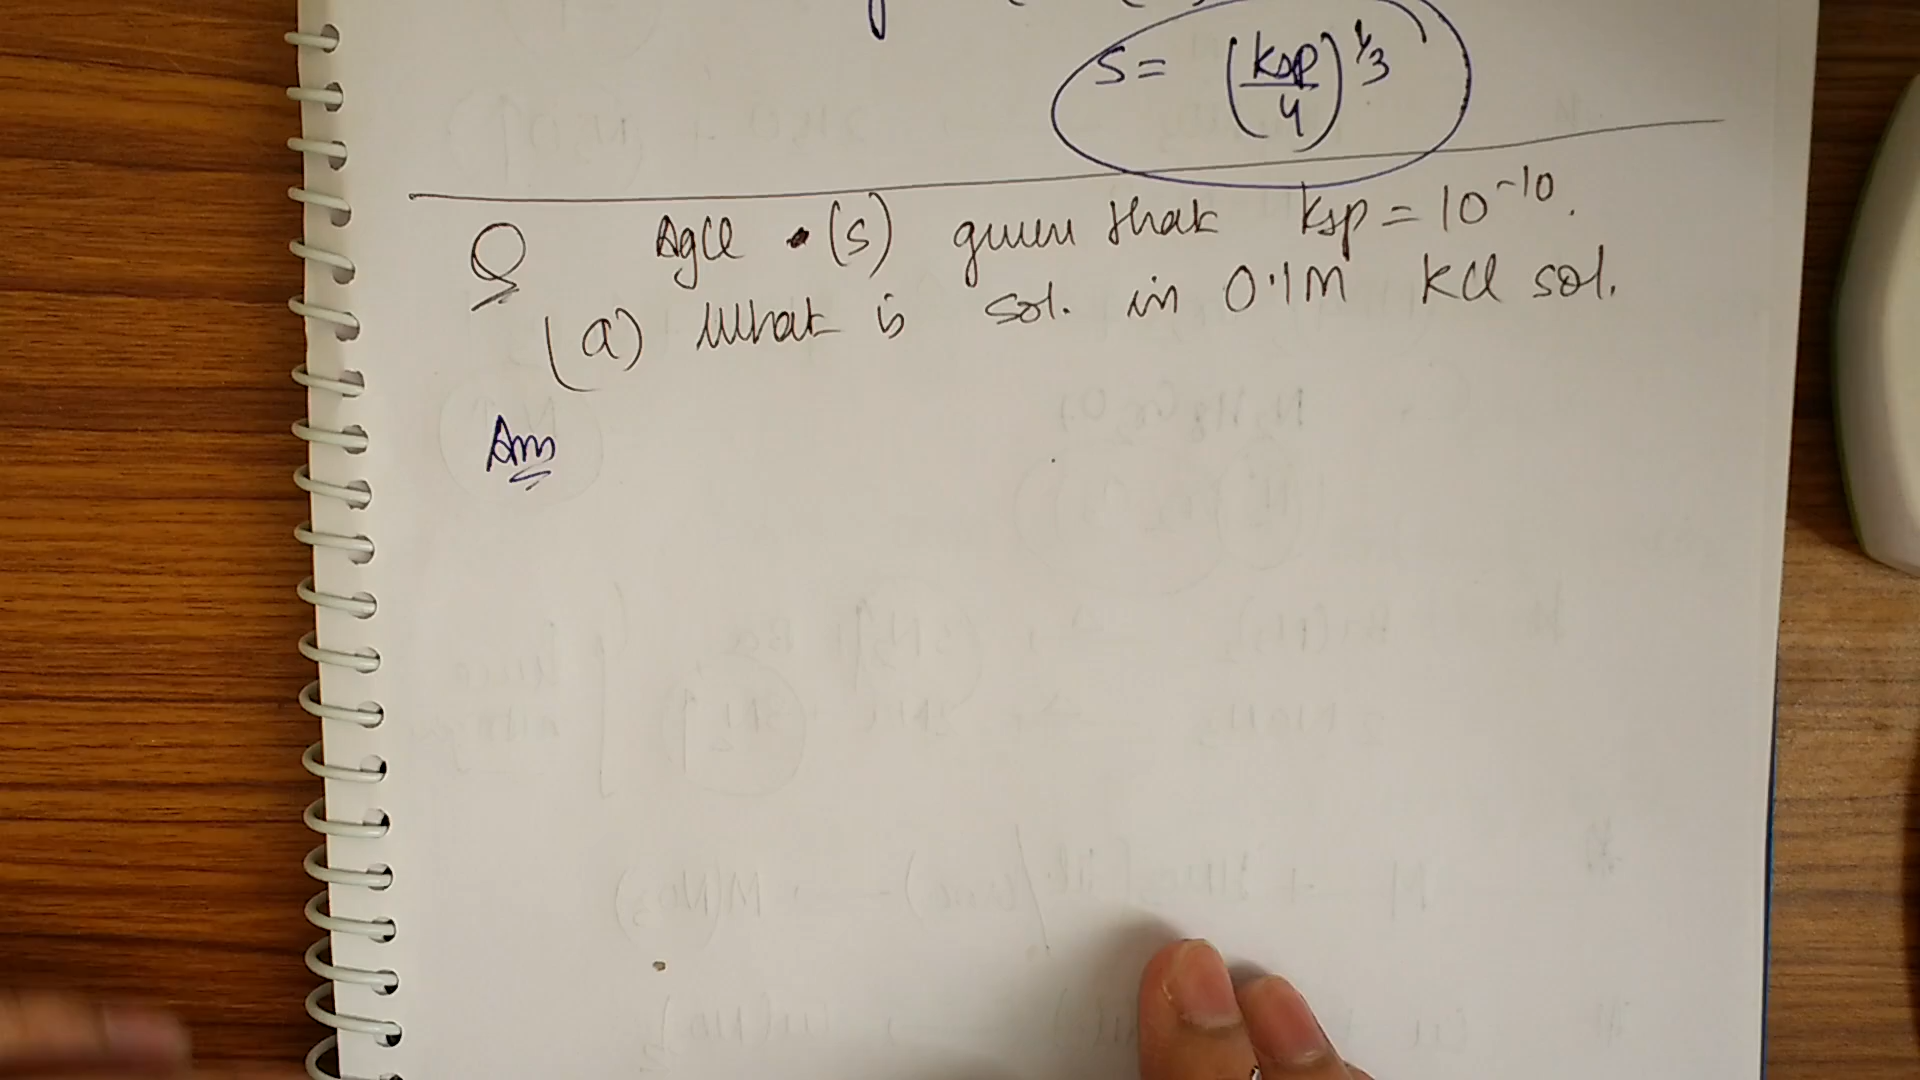 S = (ksp/4)^1/3
Q AgCl (s) given that ksp = 10^-10.
(a) What is sol. in 0.1M KCl sol.
Ans